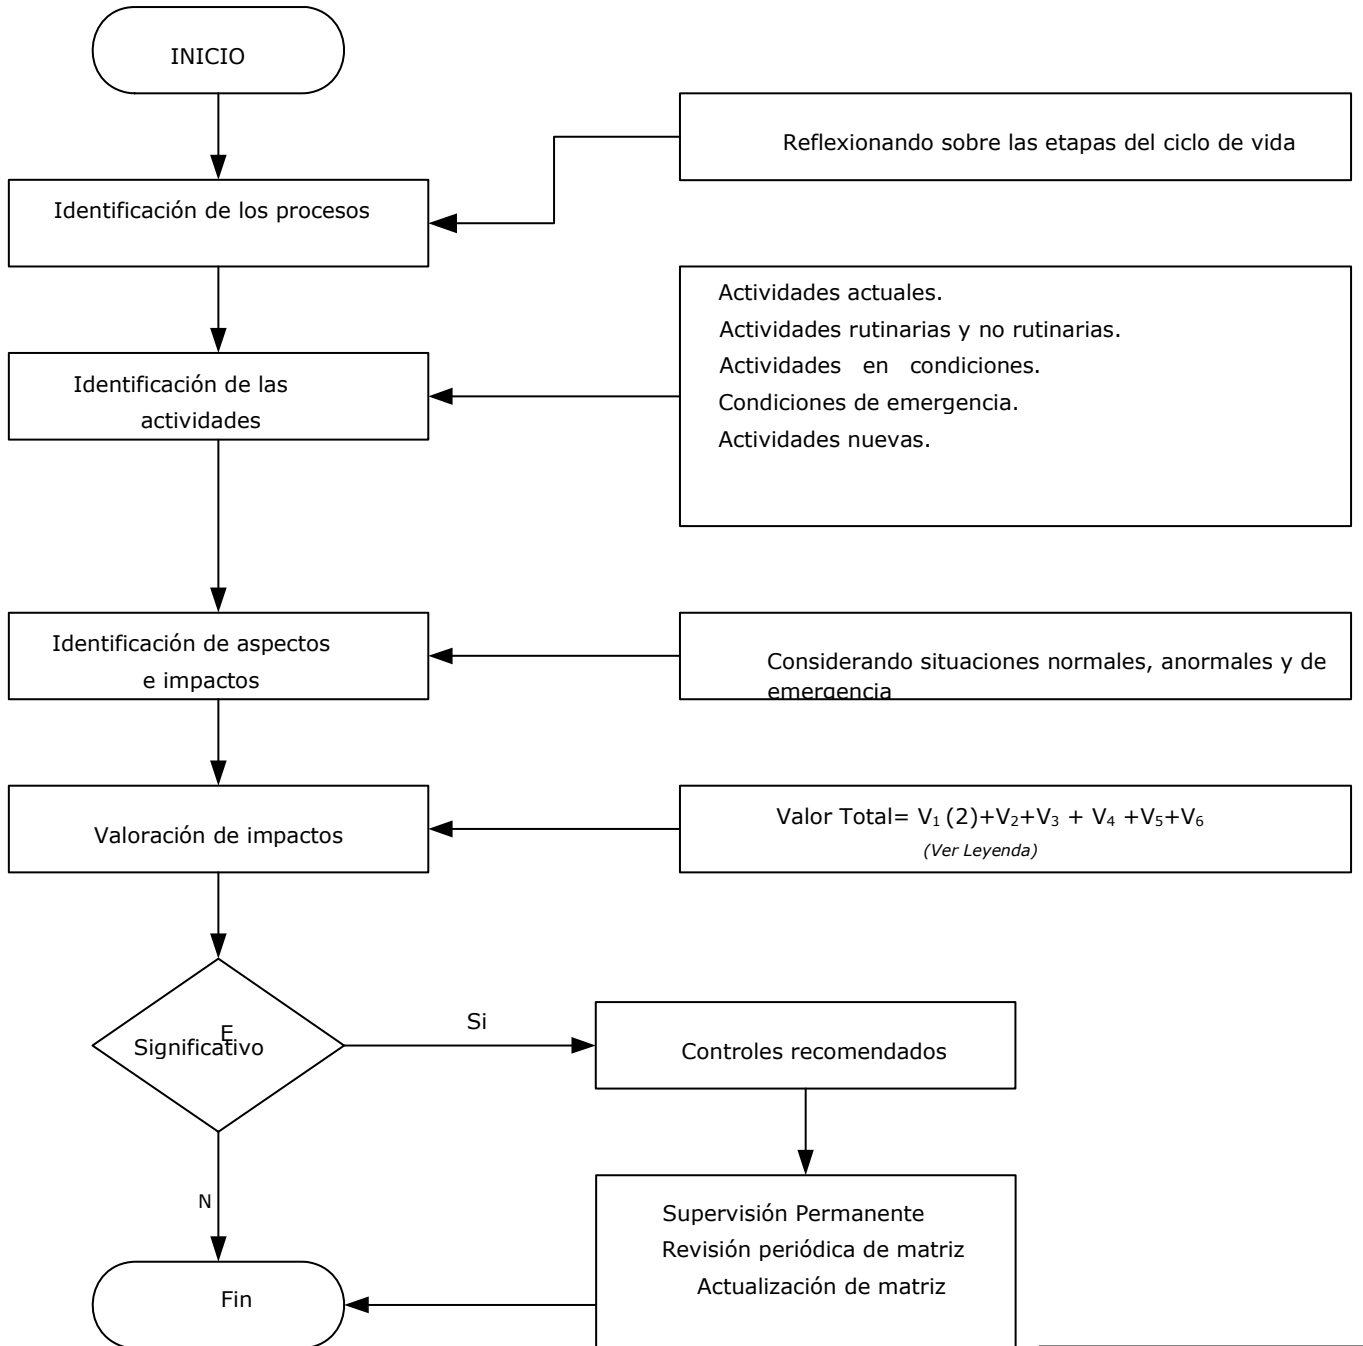 INICIO
Reflexionando sobre las etapas del ciclo de vida
Identificación de los procesos
Actividades actuales.
Actividades rutinarias y no rutinarias.
Actividades en condiciones.
Condiciones de emergencia.
Actividades nuevas.
Identificación de las
actividades
Identificación de aspectos
e impactos
Considerando situaciones normales, anormales y de
emergencia
Valoración de impactos
Valor Total= V₁ (2)+V₂+V₃ + V₄ +V₅+V₆
(Ver Leyenda)
E
Significativo
Si
Controles recomendados
N
Supervisión Permanente
Revisión periódica de matriz
Actualización de matriz
Fin